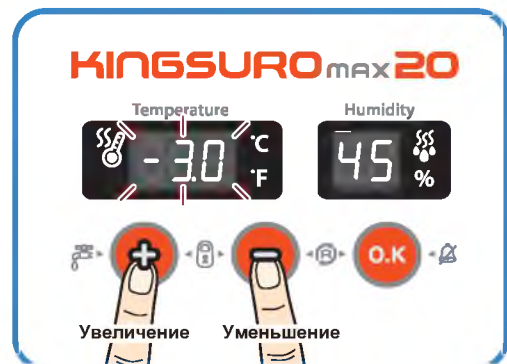 KINGSURO max 20
Temperature Humidity
-3.0 °C °F 45 %
+ - R O.K
Увеличение Уменьшение